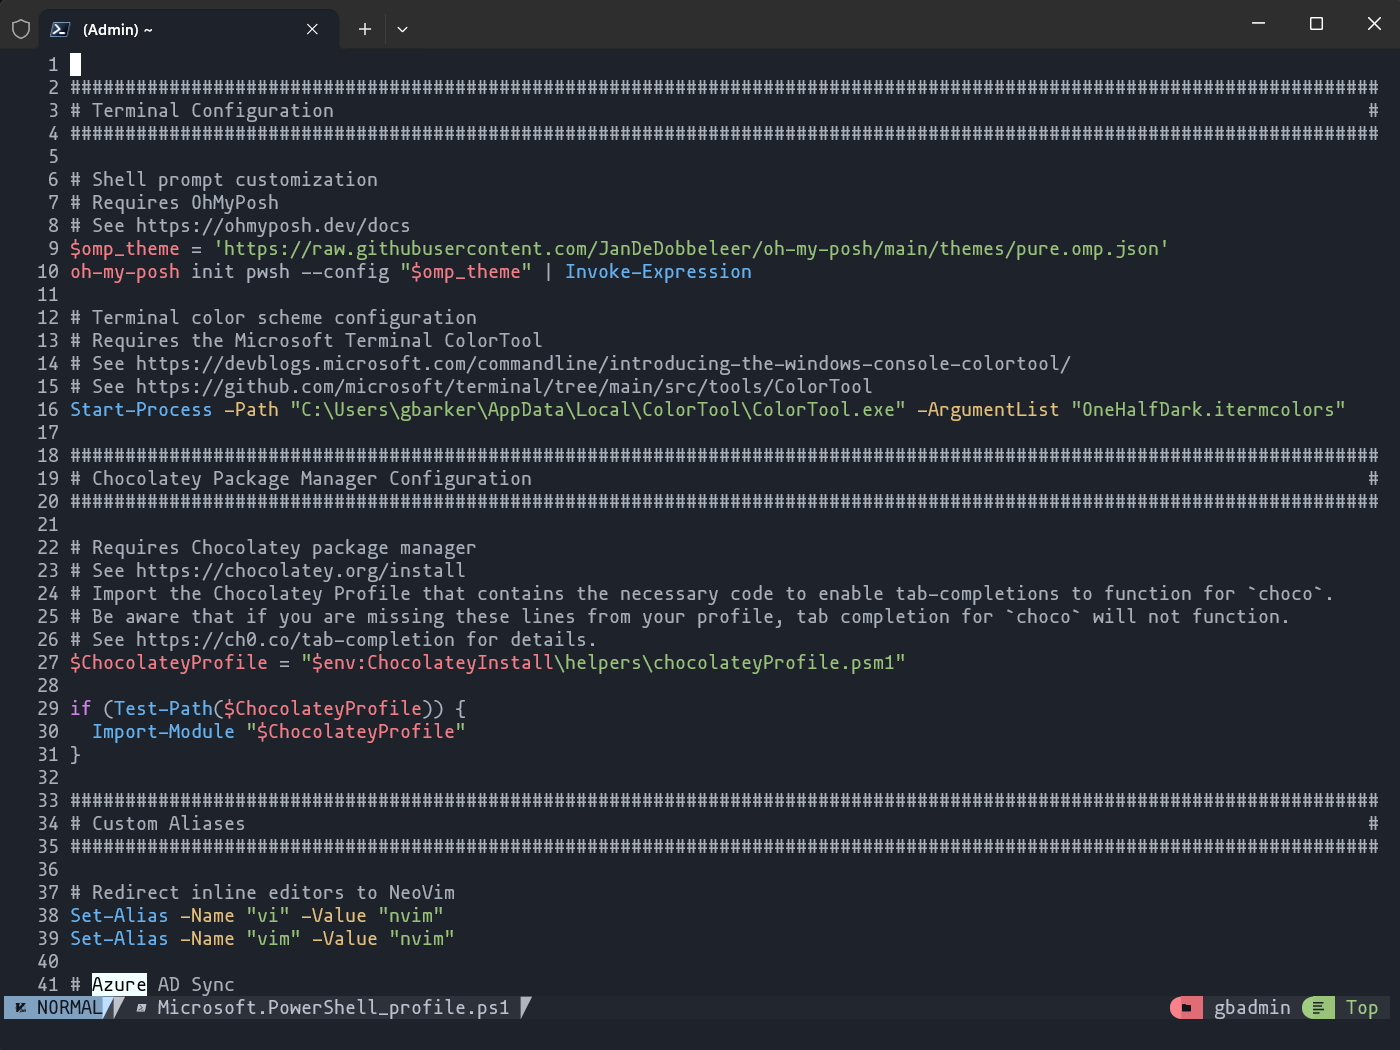 (Admin) ~
1
2 #######################################################################################################################
3 # Terminal Configuration #
4 #######################################################################################################################
5
6 # Shell prompt customization
7 # Requires OhMyPosh
8 # See https://ohmyposh.dev/docs
9 $omp_theme = 'https://raw.githubusercontent.com/JanDeDobbeleer/oh-my-posh/main/themes/pure.omp.json'
10 oh-my-posh init pwsh --config "$omp_theme" | Invoke-Expression
11
12 # Terminal color scheme configuration
13 # Requires the Microsoft Terminal ColorTool
14 # See https://devblogs.microsoft.com/commandline/introducing-the-windows-console-colortool/
15 # See https://github.com/microsoft/terminal/tree/main/src/tools/ColorTool
16 Start-Process -Path "C:\Users\gbarker\AppData\Local\ColorTool\ColorTool.exe" -ArgumentList "OneHalfDark.itermcolors"
17
18 #######################################################################################################################
19 # Chocolatey Package Manager Configuration #
20 #######################################################################################################################
21
22 # Requires Chocolatey package manager
23 # See https://chocolatey.org/install
24 # Import the Chocolatey Profile that contains the necessary code to enable tab-completions to function for `choco`.
25 # Be aware that if you are missing these lines from your profile, tab completion for `choco` will not function.
26 # See https://ch0.co/tab-completion for details.
27 $ChocolateyProfile = "$env:ChocolateyInstall\helpers\chocolateyProfile.psm1"
28
29 if (Test-Path($ChocolateyProfile)) {
30   Import-Module "$ChocolateyProfile"
31 }
32
33 #######################################################################################################################
34 # Custom Aliases #
35 #######################################################################################################################
36
37 # Redirect inline editors to NeoVim
38 Set-Alias -Name "vi" -Value "nvim"
39 Set-Alias -Name "vim" -Value "nvim"
40
41 # Azure AD Sync
NORMAL Microsoft.PowerShell_profile.ps1 gbadmin Top